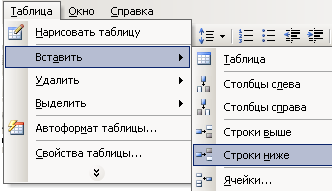 Таблица Окно Справка
Нарисовать таблицу
Вставить
Удалить
Выделить
Автоформат таблицы...
Свойства таблицы...
Таблица
Столбцы слева
Столбцы справа
Строки выше
Строки ниже
Ячейки...